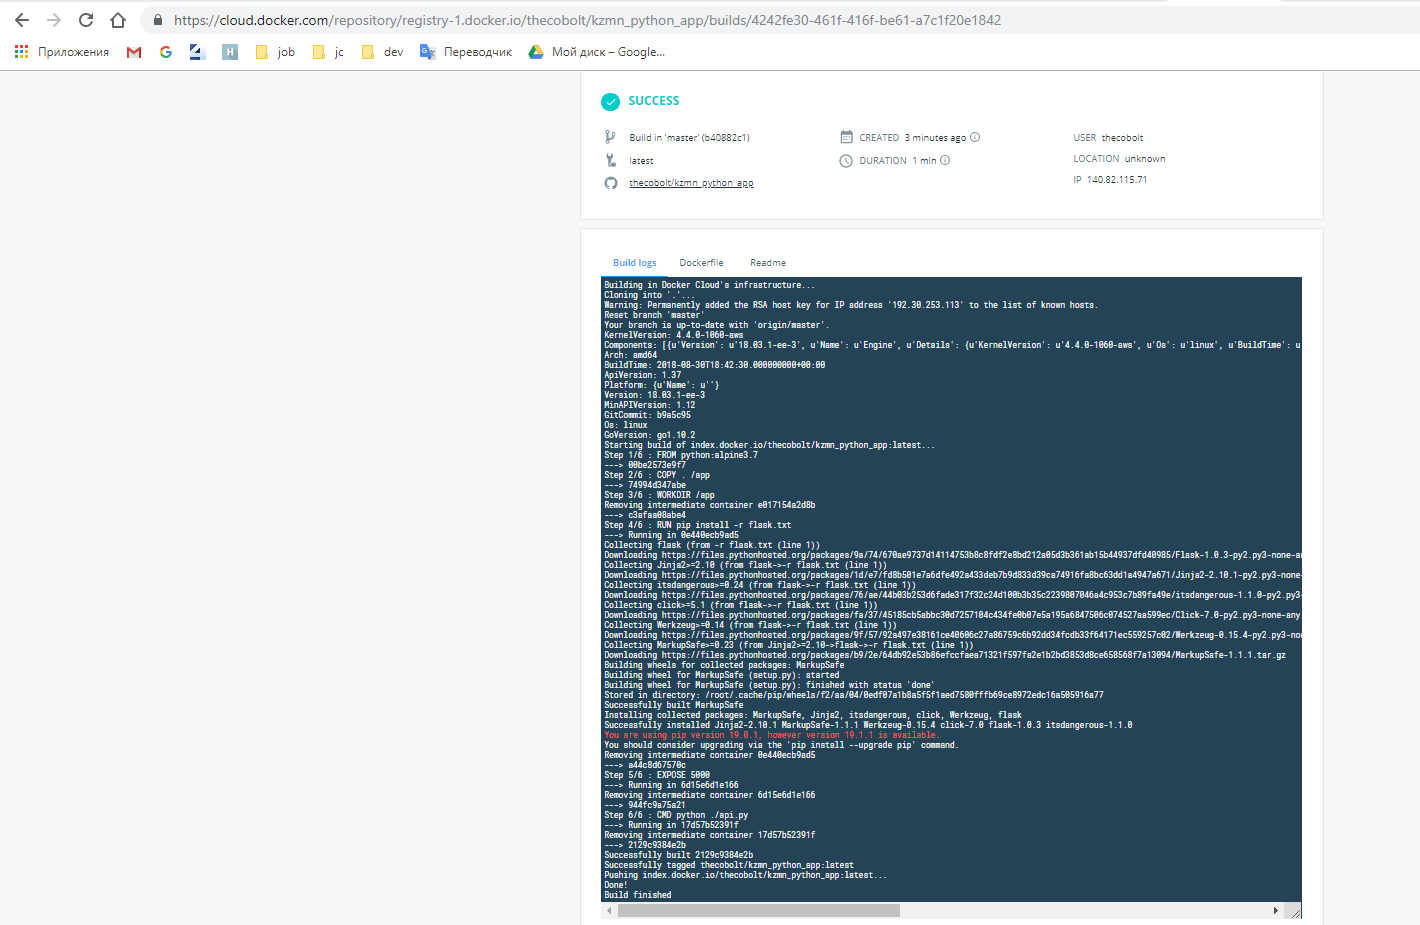 https://cloud.docker.com/repository/registry-1.docker.io/thecobolt/kzmn_python_app/builds/4242fe30-461f-416f-be61-a7c1f20e1842
Приложения
H
job
jc
dev
Переводчик
Мой диск – Google...
SUCCESS
Build in 'master' (b40882c1)
CREATED 3 minutes ago
USER thecobolt
latest
DURATION 1 min
LOCATION unknown
thecobolt/kzmn_python_app
IP 140.82.115.71
Build logs
Dockerfile
Readme
Building in Docker Cloud's infrastructure...
Cloning into '.'...
Warning: Permanently added the RSA host key for IP address '192.30.253.113' to the list of known hosts.
Reset branch 'master'
Your branch is up-to-date with 'origin/master'.
KernelVersion: 4.4.0-1060-aws
Components: [{u'Version': u'18.03.1-ee-3', u'Name': u'Engine', u'Details': {u'KernelVersion': u'4.4.0-1060-aws', u'Os': u'linux', u'BuildTime': u
Arch: amd64
BuildTime: 2018-08-30T18:42:30.000000000+00:00
ApiVersion: 1.37
Platform: {u'Name': u''}
Version: 18.03.1-ee-3
MinAPIVersion: 1.12
GitCommit: b9a5c95
Os: linux
GoVersion: go1.10.2
Starting build of index.docker.io/thecobolt/kzmn_python_app:latest...
Step 1/6 : FROM python:alpine3.7
---> 00be2573e9f7
Step 2/6 : COPY . /app
---> 74994d347abe
Step 3/6 : WORKDIR /app
Removing intermediate container e017154a2d8b
---> c3afaa08abe4
Step 4/6 : RUN pip install -r flask.txt
---> Running in 0e440ecb9ad5
Collecting flask (from -r flask.txt (line 1))
Downloading https://files.pythonhosted.org/packages/9a/74/670ae9737d14114753b8c8fdf2e8bd212a05d3b361ab15b44937dfd40985/Flask-1.0.3-py2.py3-none-an
Collecting Jinja2>=2.10 (from flask->-r flask.txt (line 1))
Downloading https://files.pythonhosted.org/packages/1d/e7/fd8b501e7a6dfe492a433deb7b9d833d39ca74916fa8bc63dd1a4947a671/Jinja2-2.10.1-py2.py3-none-
Collecting itsdangerous>=0.24 (from flask->-r flask.txt (line 1))
Downloading https://files.pythonhosted.org/packages/76/ae/44b03b253d6fade317f32c24d100b3b35c2239807046a4c953c7b89fa49e/itsdangerous-1.1.0-py2.py3-
Collecting click>=5.1 (from flask->-r flask.txt (line 1))
Downloading https://files.pythonhosted.org/packages/fa/37/45185cb5abbc30d7257104c434fe0b07e5a195a6847506c074527aa599ec/Click-7.0-py2.py3-none-any
Collecting Werkzeug>=0.14 (from flask->-r flask.txt (line 1))
Downloading https://files.pythonhosted.org/packages/9f/57/92a497e38161ce40606c27a86759c6b92dd34fcdb33f64171ec559257c02/Werkzeug-0.15.4-py2.py3-non
Collecting MarkupSafe>=0.23 (from Jinja2>=2.10->flask->-r flask.txt (line 1))
Downloading https://files.pythonhosted.org/packages/b9/2e/64db92e53b86efccfaea71321f597fa2e1b2bd3853d8ce658568f7a13094/MarkupSafe-1.1.1.tar.gz
Building wheels for collected packages: MarkupSafe
Building wheel for MarkupSafe (setup.py): started
Building wheel for MarkupSafe (setup.py): finished with status 'done'
Stored in directory: /root/.cache/pip/wheels/f2/aa/04/0edf07a1b8a5f5f1aed7580fffb69ce8972edc16a505916a77
Successfully built MarkupSafe
Installing collected packages: MarkupSafe, Jinja2, itsdangerous, click, Werkzeug, flask
Successfully installed Jinja2-2.10.1 MarkupSafe-1.1.1 Werkzeug-0.15.4 click-7.0 flask-1.0.3 itsdangerous-1.1.0
You are using pip version 19.0.1, however version 19.1.1 is available.
You should consider upgrading via the 'pip install --upgrade pip' command.
Removing intermediate container 0e440ecb9ad5
---> a44c8d67570c
Step 5/6 : EXPOSE 5000
---> Running in 6d15e6d1e166
Removing intermediate container 6d15e6d1e166
---> 944fc9a75a21
Step 6/6 : CMD python ./api.py
---> Running in 17d57b52391f
Removing intermediate container 17d57b52391f
---> 2129c9384e2b
Successfully built 2129c9384e2b
Successfully tagged thecobolt/kzmn_python_app:latest
Pushing index.docker.io/thecobolt/kzmn_python_app:latest...
Done!
Build finished